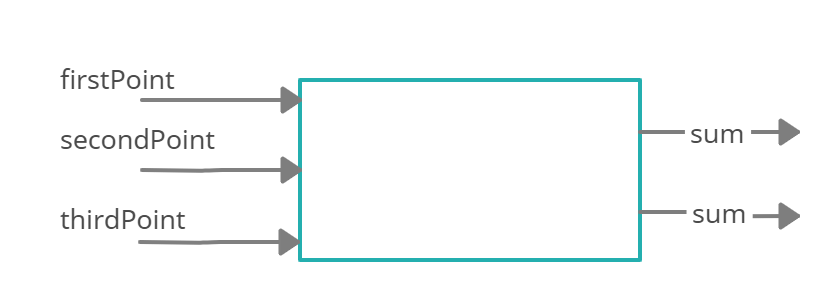 firstPoint
secondPoint
thirdPoint
sum
sum